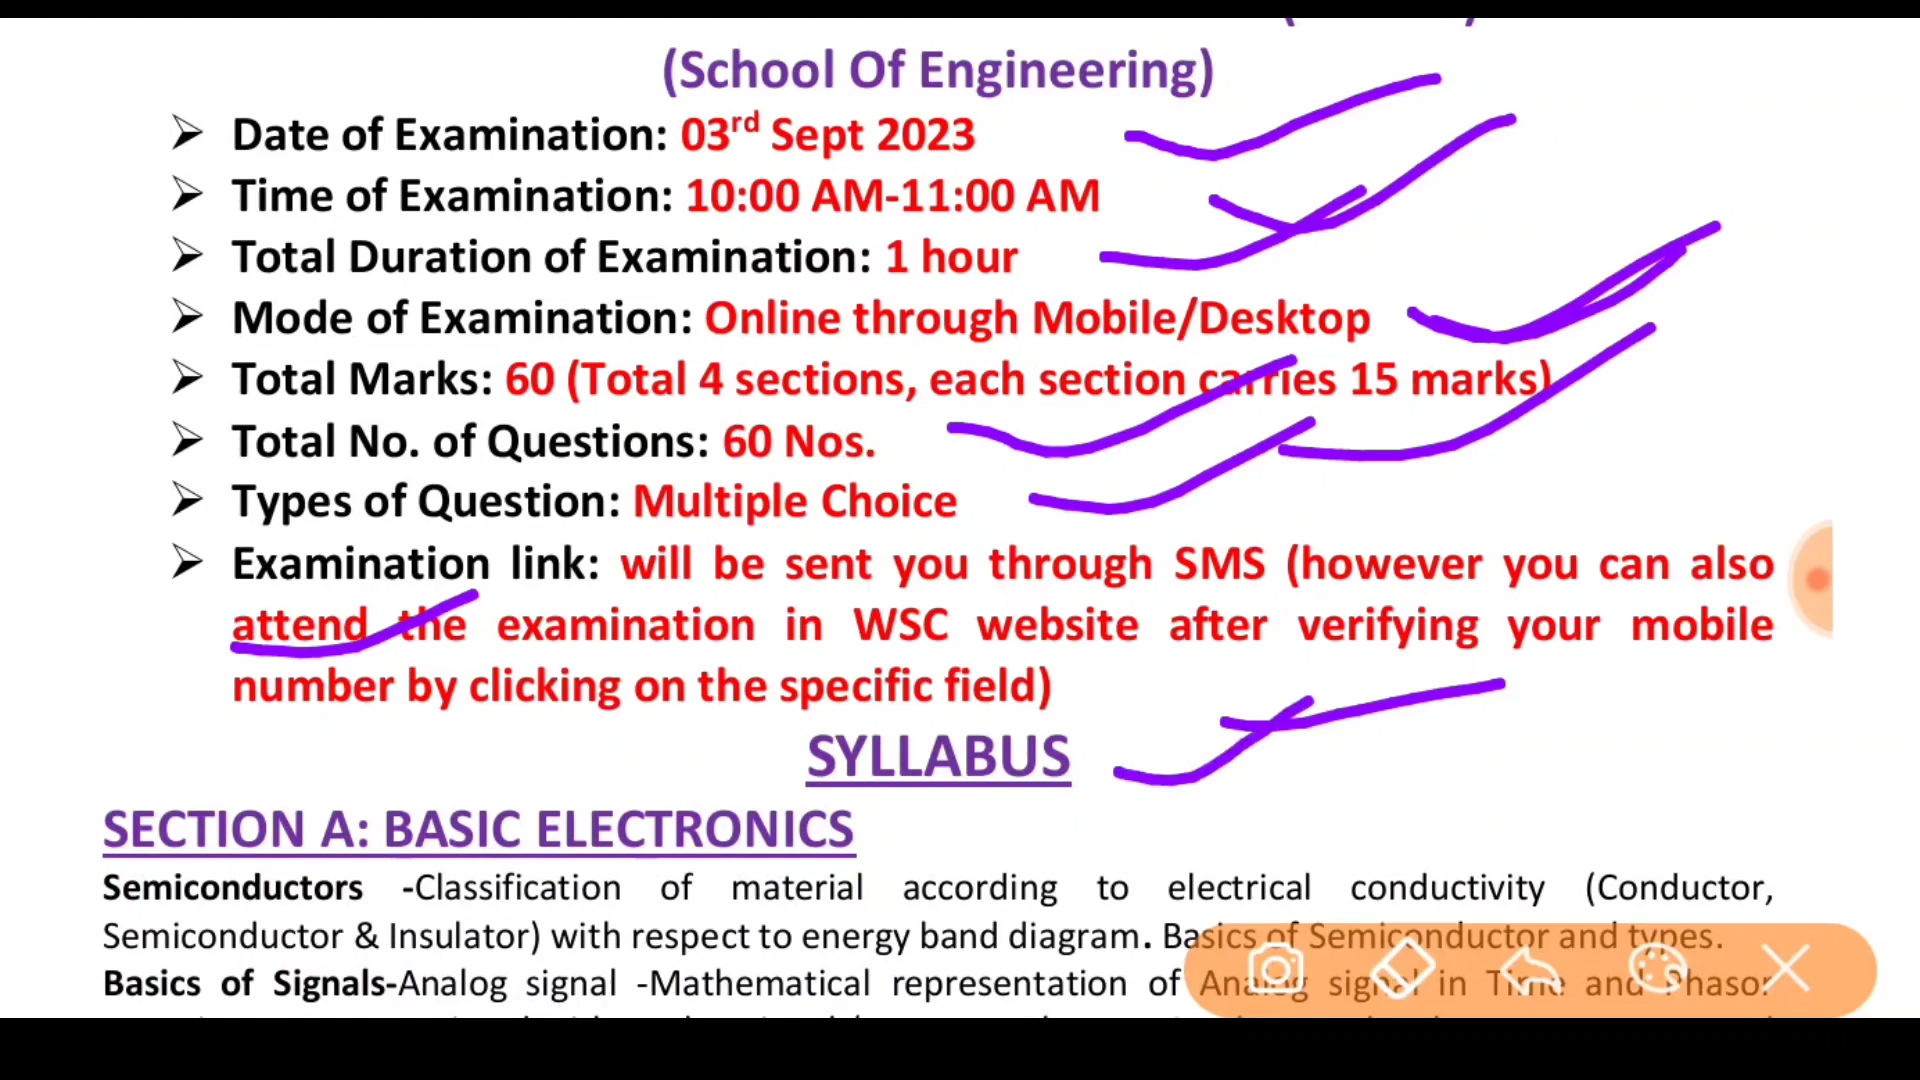 (School Of Engineering)
➢ Date of Examination: 03rd Sept 2023
➢ Time of Examination: 10:00 AM-11:00 AM
➢ Total Duration of Examination: 1 hour
➢ Mode of Examination: Online through Mobile/Desktop
➢ Total Marks: 60 (Total 4 sections, each section carries 15 marks)
➢ Total No. of Questions: 60 Nos.
➢ Types of Question: Multiple Choice
➢ Examination link: will be sent you through SMS (however you can also
attend the examination in WSC website after verifying your mobile
number by clicking on the specific field)
SYLLABUS
SECTION A: BASIC ELECTRONICS
Semiconductors -Classification of material according to electrical conductivity (Conductor,
Semiconductor & Insulator) with respect to energy band diagram. Basics of Semiconductor and types.
Basics of Signals-Analog signal -Mathematical representation of Analog signal in Time and Phasor